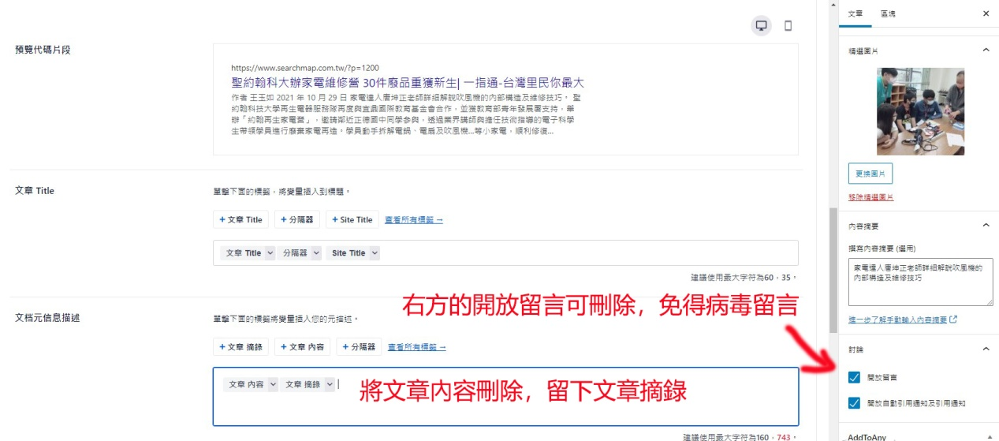 文章 區塊
預覽代碼片段
https://www.searchmap.com.tw/?p=1200
聖約翰科大辦家電維修營 30件廢品重獲新生| 一指通-台灣里民你最大
作者 王玉如 2021 年 10 月 29 日 家電達人唐坤正老師詳細解說吹風機的內部構造及維修技巧。 聖
約翰科技大學再生電器服務隊再度與宜鼎國際教育基金會合作，並獲教育部青年發展署支持，舉
辦「約翰再生家電營」，邀請鄰近正德國中同學參與，透過業界講師與擔任技術指導的電子科學
生帶領學員進行廢棄家電再造，學員動手拆解電鍋、電扇及吹風機...等小家電，順利修復...
文章 Title
單擊下面的標籤，將變量插入到標題。
+ 文章 Title + 分隔器 + Site Title 查看所有標籤 →
文章 Title 分隔器 Site Title
建議使用最大字符為60，35。
右方的開放留言可刪除，免得病毒留言
文档元信息描述
單擊下面的標籤將變量插入您的元描述。
+ 文章 摘錄 + 文章 內容 + 分隔器 查看所有標籤 →
文章 內容 文章 摘錄
將文章內容刪除，留下文章摘錄
建議使用最大字符為160，743。
精選圖片
更換圖片
移除精選圖片
內容摘要
撰寫內容摘要 (選用)
家電達人唐坤正老師詳細解說吹風機的
內部構造及維修技巧
進一步了解手動輸入內容摘要
討論
開放留言
開放自動引用通知及引用通知
AddToAny